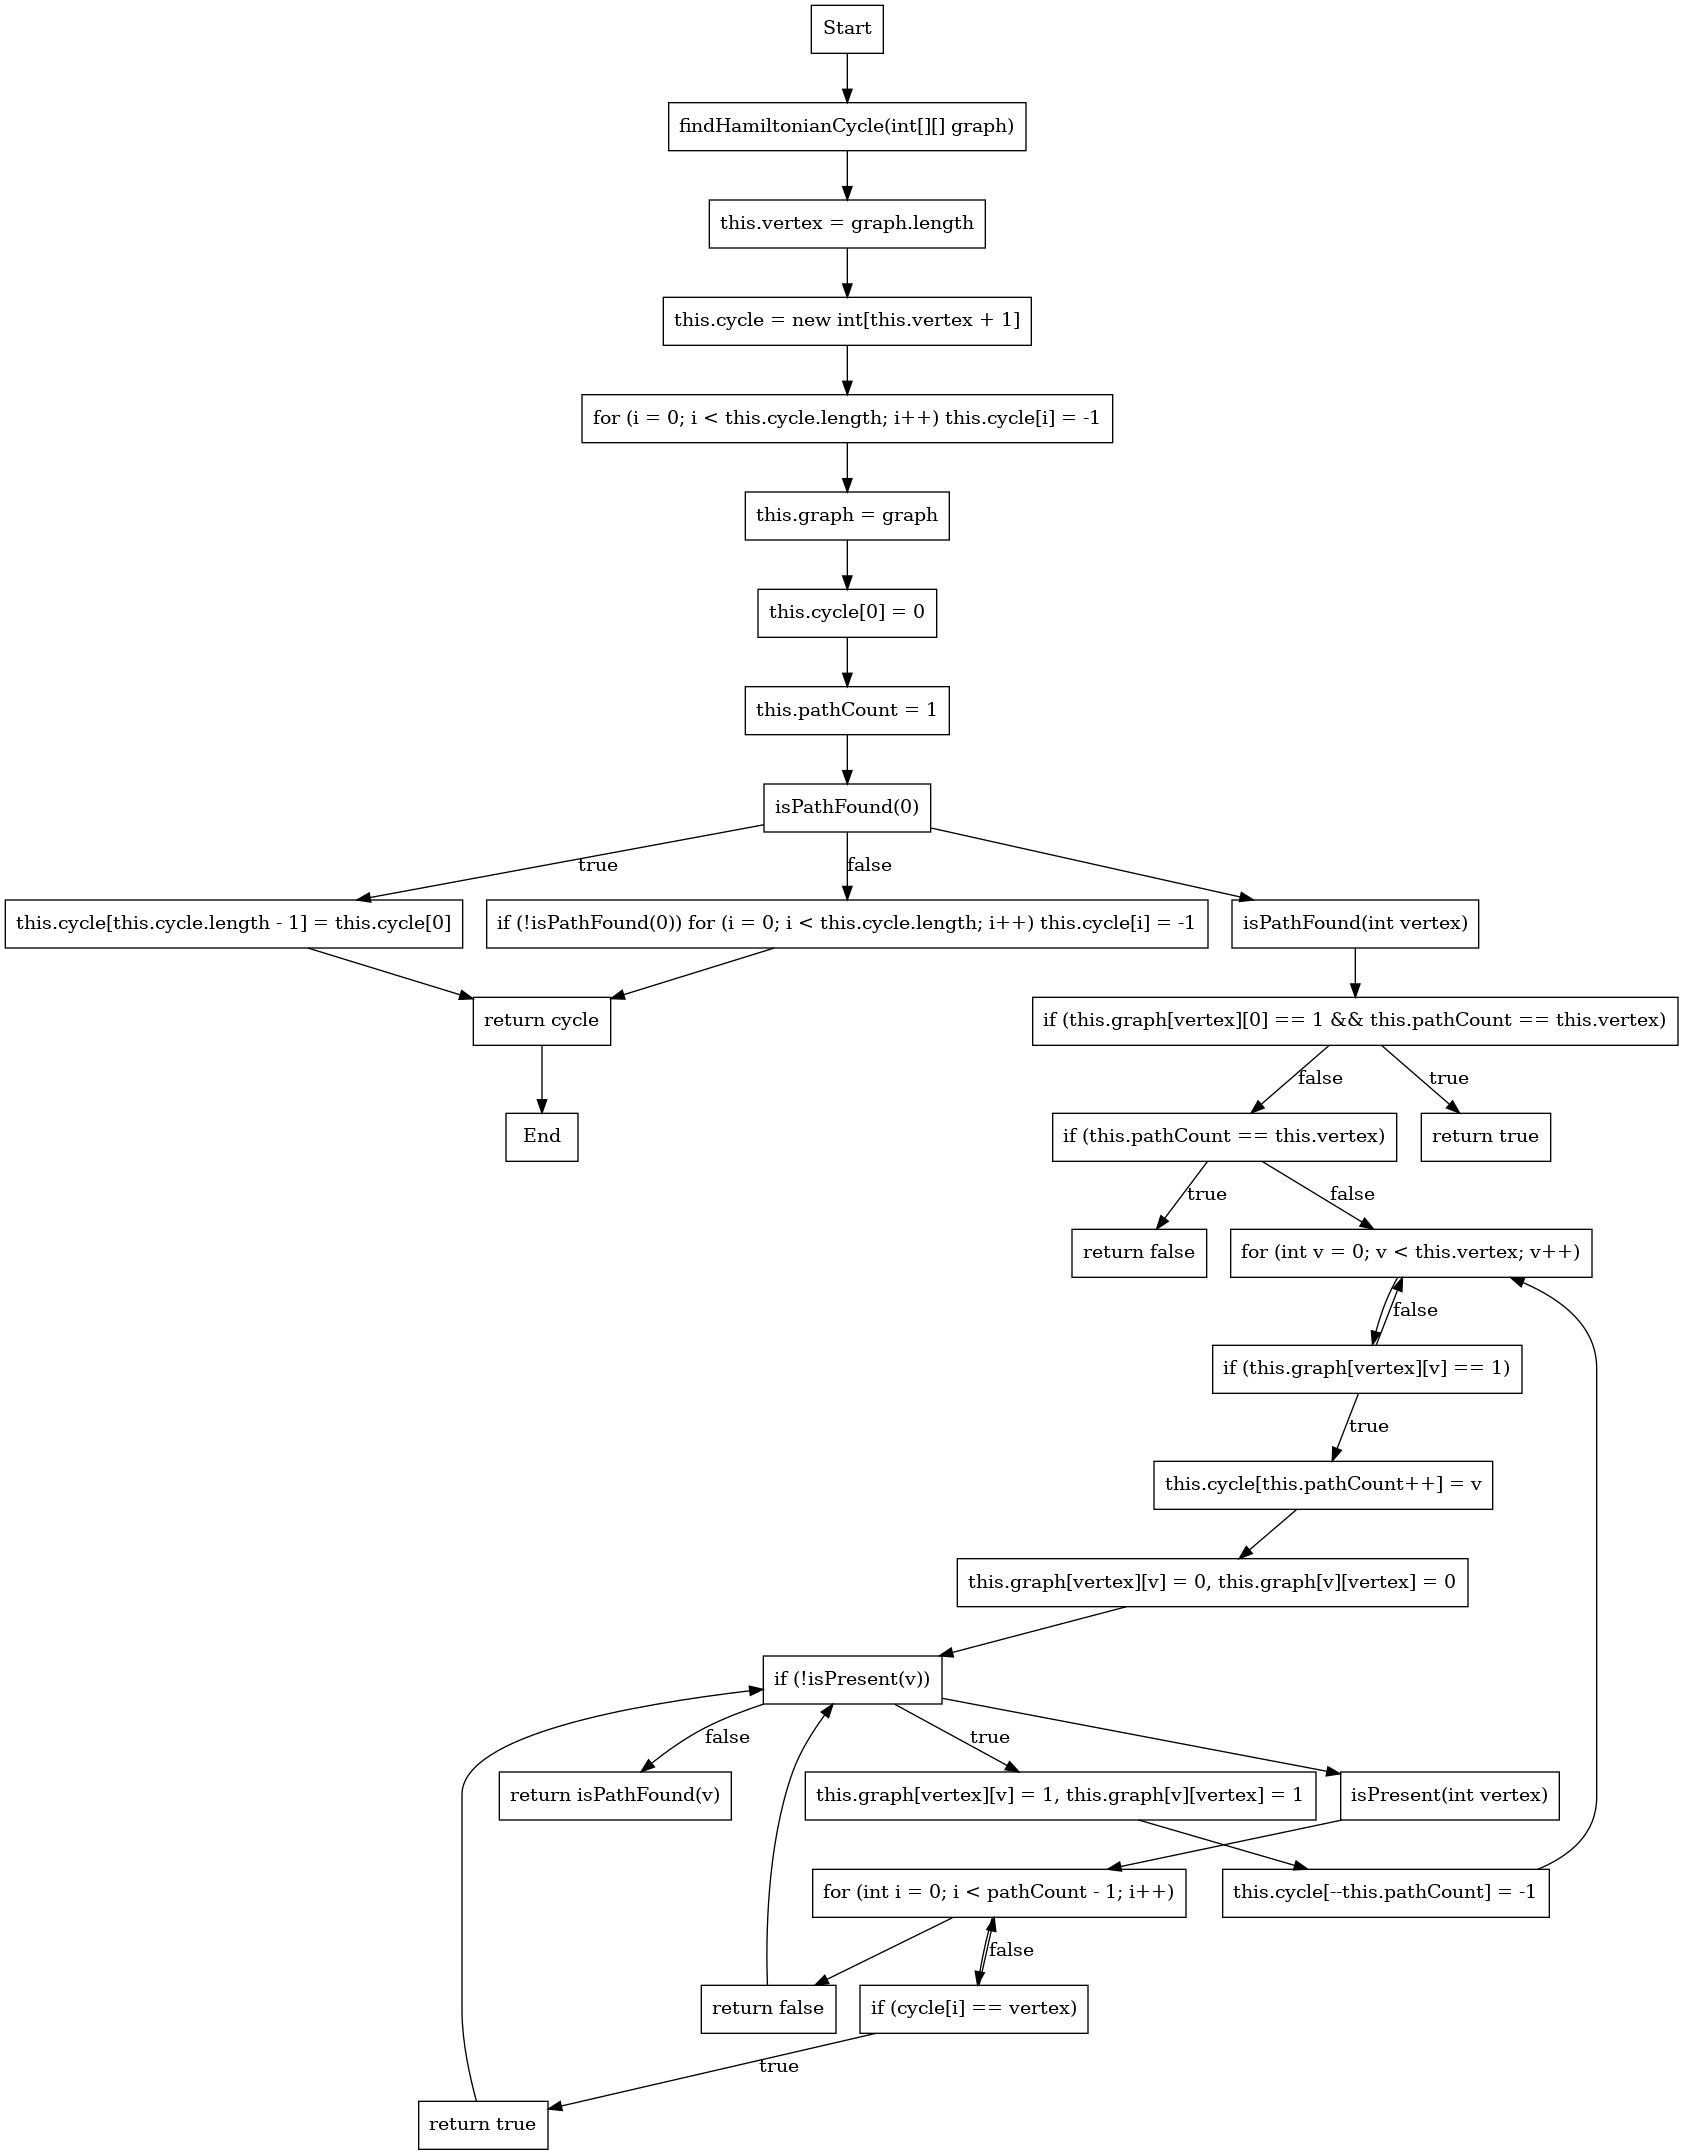 Start
findHamiltonianCycle(int[][] graph)
this.vertex = graph.length
this.cycle = new int[this.vertex + 1]
for (i = 0; i < this.cycle.length; i++) this.cycle[i] = -1
this.graph = graph
this.cycle[0] = 0
this.pathCount = 1
isPathFound(0)
true
false
this.cycle[this.cycle.length - 1] = this.cycle[0]
if (!isPathFound(0)) for (i = 0; i < this.cycle.length; i++) this.cycle[i] = -1
isPathFound(int vertex)
return cycle
if (this.graph[vertex][0] == 1 && this.pathCount == this.vertex)
false
true
End
if (this.pathCount == this.vertex)
return true
true
false
return false
for (int v = 0; v < this.vertex; v++)
false
if (this.graph[vertex][v] == 1)
true
this.cycle[this.pathCount++] = v
this.graph[vertex][v] = 0, this.graph[v][vertex] = 0
if (!isPresent(v))
false
true
return isPathFound(v)
this.graph[vertex][v] = 1, this.graph[v][vertex] = 1
isPresent(int vertex)
for (int i = 0; i < pathCount - 1; i++)
this.cycle[--this.pathCount] = -1
false
return false
if (cycle[i] == vertex)
true
return true